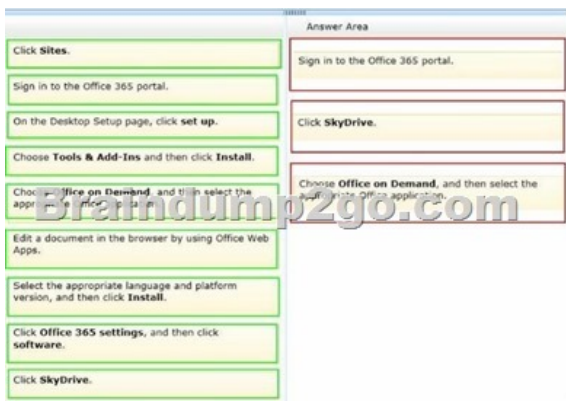 Answer Area
Click Sites.
Sign in to the Office 365 portal.
On the Desktop Setup page, click set up.
Choose Tools & Add-Ins and then click Install.
Choose Office on Demand, and then select the
appropriate Office application.
Edit a document in the browser by using Office Web
Apps.
Select the appropriate language and platform
version, and then click Install.
Click Office 365 settings, and then click
software.
Click SkyDrive.
Sign in to the Office 365 portal.
Click SkyDrive.
Choose Office on Demand, and then select the
appropriate Office application.
Braindump2go.com